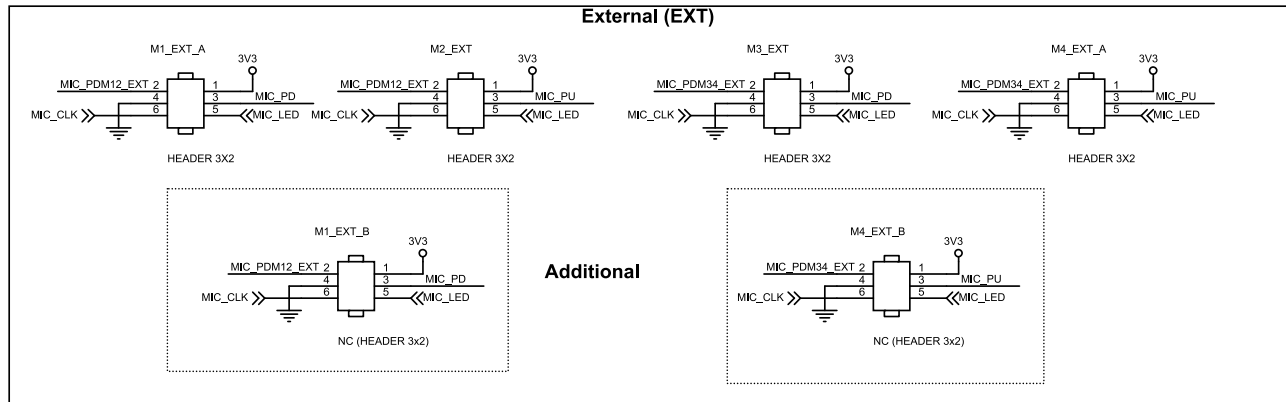 External (EXT)
M1_EXT_A
M2_EXT
M3_EXT
M4_EXT_A
3V3
3V3
3V3
3V3
MIC_PDM12_EXT 2 1
4 3 MIC_PD
MIC_CLK 6 5 MIC_LED
HEADER 3X2
MIC_PDM12_EXT 2 1
4 3 MIC_PU
MIC_CLK 6 5 MIC_LED
HEADER 3X2
MIC_PDM34_EXT 2 1
4 3 MIC_PD
MIC_CLK 6 5 MIC_LED
HEADER 3X2
MIC_PDM34_EXT 2 1
4 3 MIC_PU
MIC_CLK 6 5 MIC_LED
HEADER 3X2
M1_EXT_B
3V3
MIC_PDM12_EXT 2 1
4 3 MIC_PD
MIC_CLK 6 5 MIC_LED
NC (HEADER 3x2)
Additional
M4_EXT_B
3V3
MIC_PDM34_EXT 2 1
4 3 MIC_PU
MIC_CLK 6 5 MIC_LED
NC (HEADER 3x2)